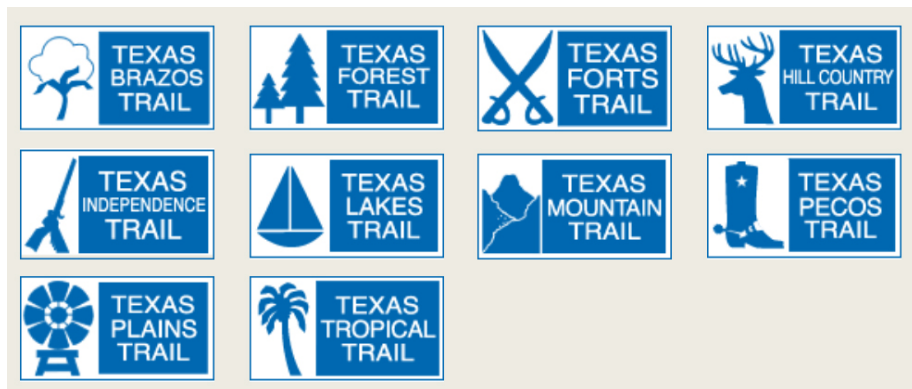 TEXAS
BRAZOS
TRAIL
TEXAS
FOREST
TRAIL
TEXAS
FORTS
TRAIL
TEXAS
HILL COUNTRY
TRAIL
TEXAS
INDEPENDENCE
TRAIL
TEXAS
LAKES
TRAIL
TEXAS
MOUNTAIN
TRAIL
TEXAS
PECOS
TRAIL
TEXAS
PLAINS
TRAIL
TEXAS
TROPICAL
TRAIL